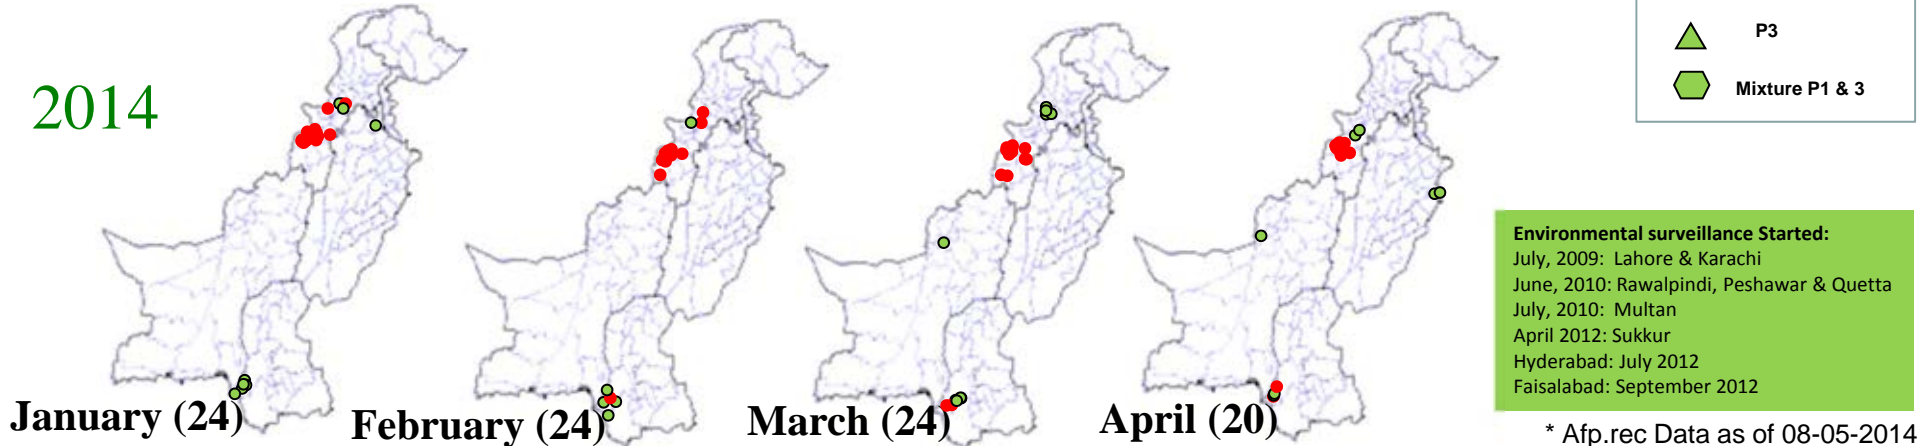 P3
Mixture P1 & 3
2014
Environmental surveillance Started:
July, 2009:  Lahore & Karachi
June, 2010: Rawalpindi, Peshawar & Quetta
July, 2010:  Multan
April 2012: Sukkur
Hyderabad: July 2012
Faisalabad: September 2012
January (24)
February (24)
March (24)
April (20)
* Afp.rec Data as of 08-05-2014